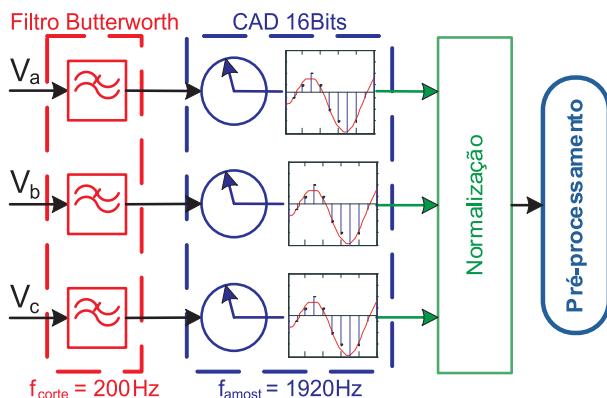 Filtro Butterworth
CAD 16Bits
Va
Vb
Vc
Normalização
Pré-processamento
fcorte = 200Hz
famost = 1920Hz